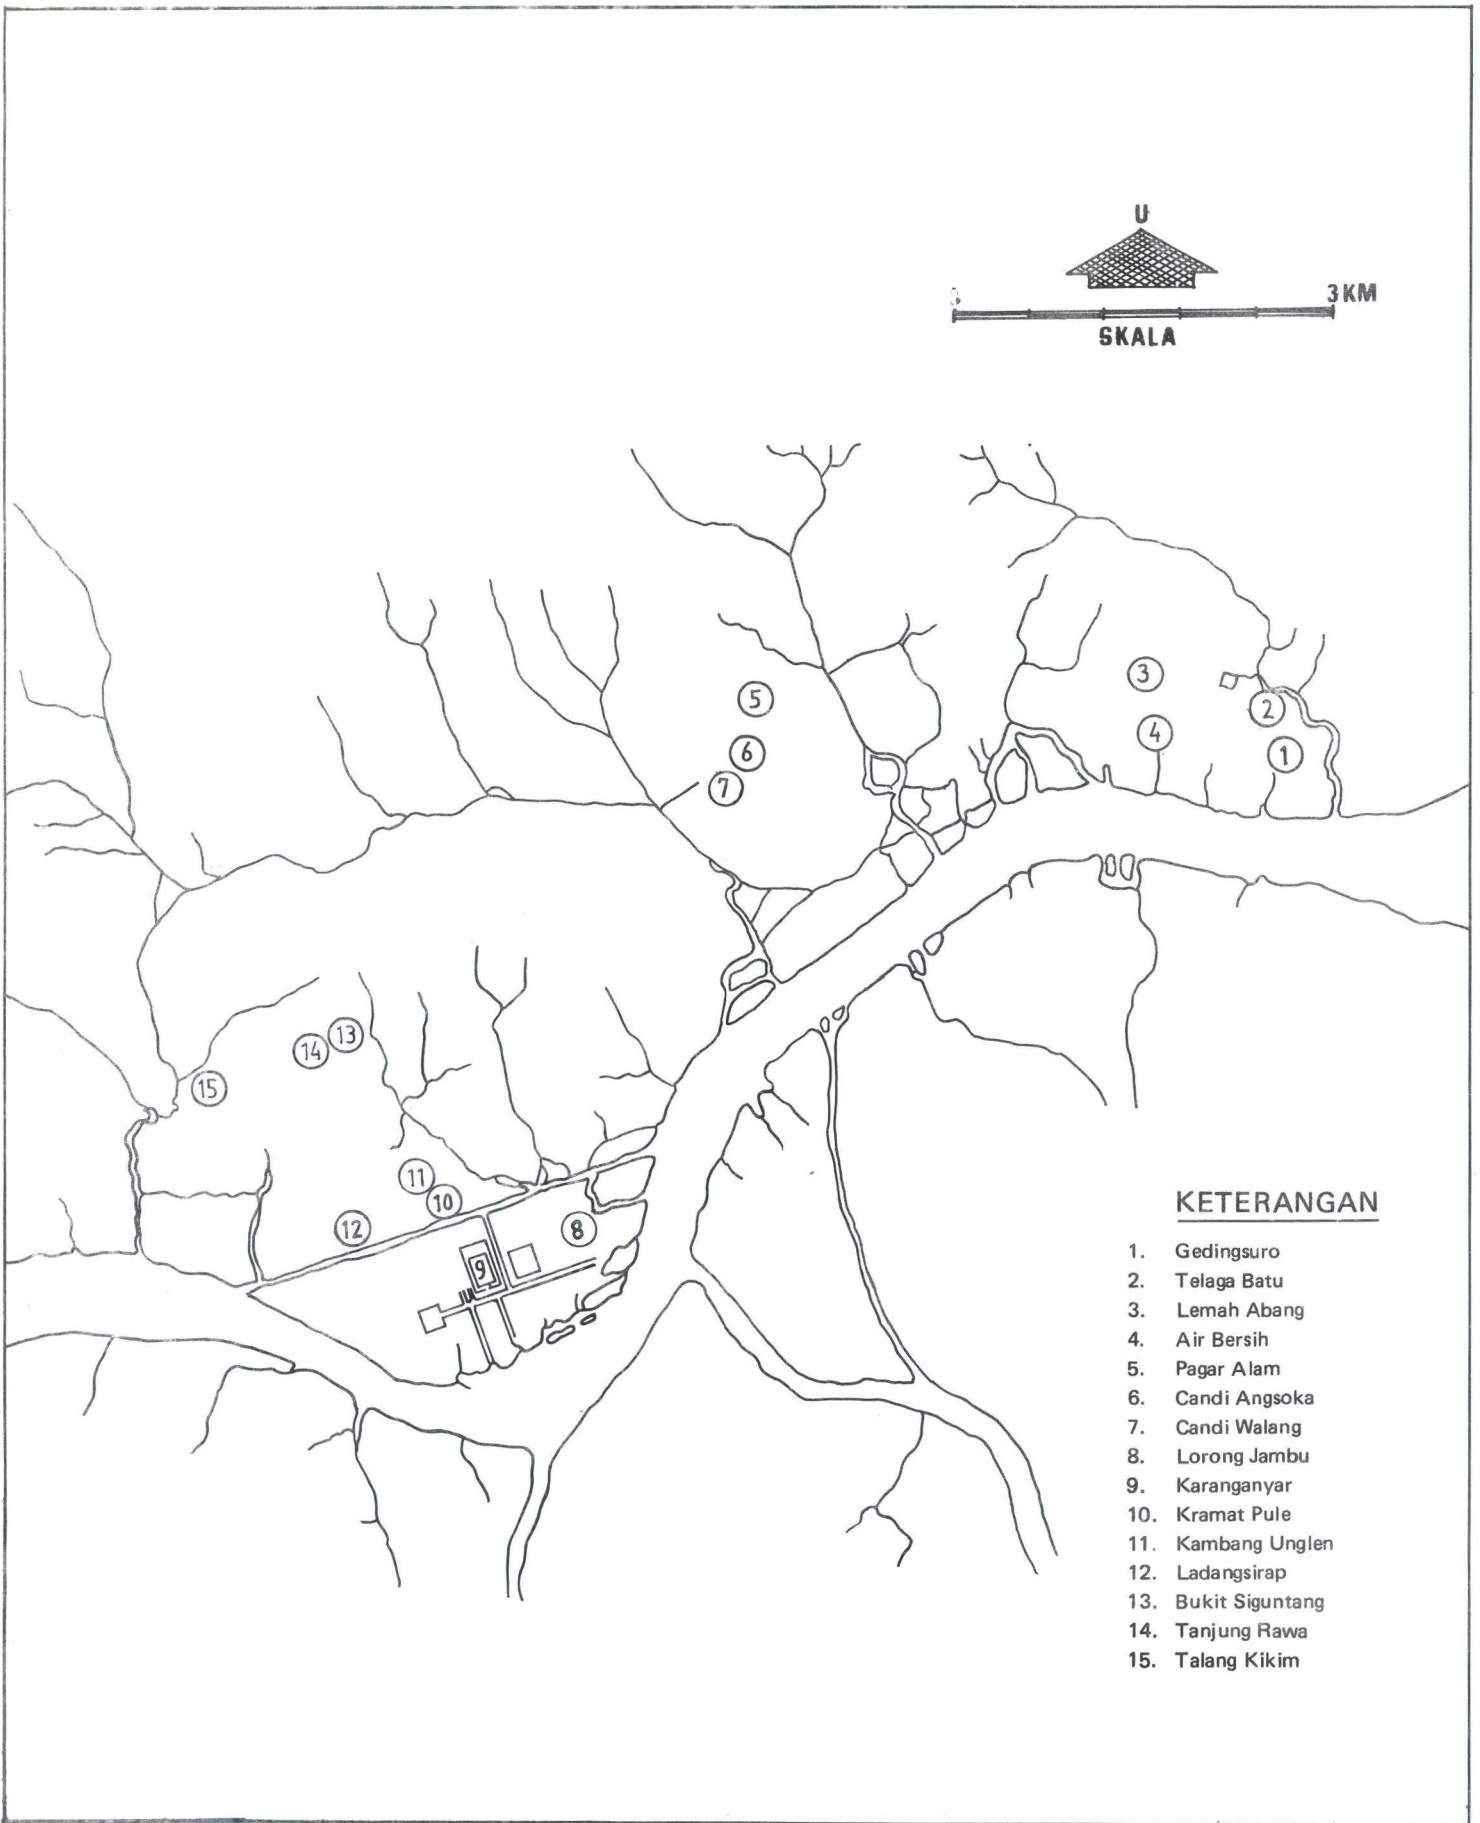 U
3 KM
SKALA
5
3
2
4
6
1
7
13
14
15
11
10
12
8
9
KETERANGAN
1. Gedingsuro
2. Telaga Batu
3. Lemah Abang
4. Air Bersih
5. Pagar Alam
6. Candi Angsoka
7. Candi Walang
8. Lorong Jambu
9. Karanganyar
10. Kramat Pule
11. Kambang Unglen
12. Ladangsirap
13. Bukit Siguntang
14. Tanjung Rawa
15. Talang Kikim